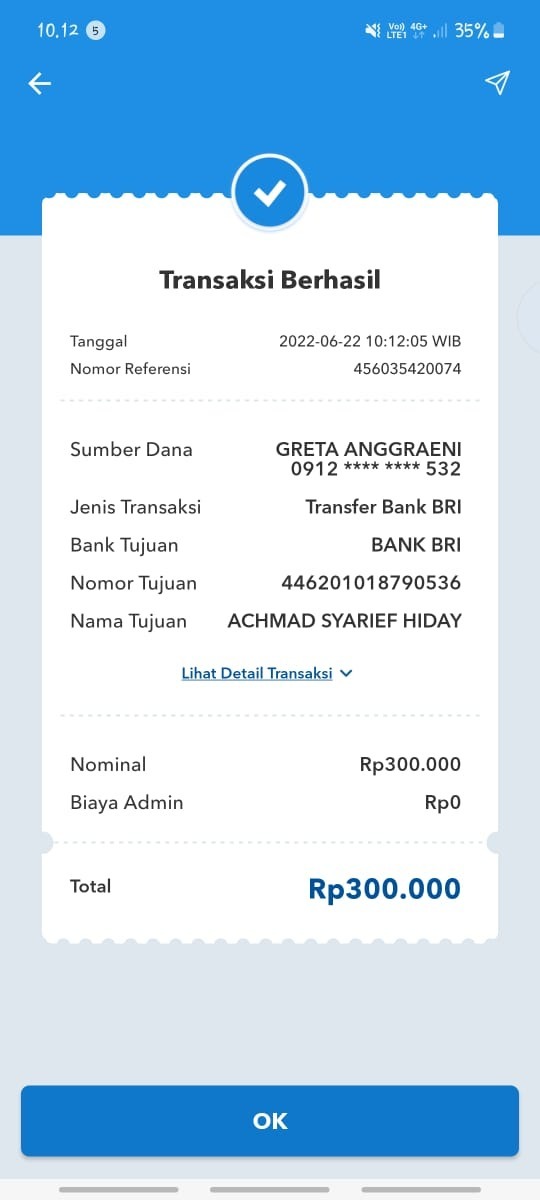 10.12 5 Vo)) 4G+ LTE1 35%
Transaksi Berhasil
Tanggal 2022-06-22 10:12:05 WIB
Nomor Referensi 456035420074
Sumber Dana GRETA ANGGRAENI
0912 **** **** 532
Jenis Transaksi Transfer Bank BRI
Bank Tujuan BANK BRI
Nomor Tujuan 446201018790536
Nama Tujuan ACHMAD SYARIEF HIDAY
Lihat Detail Transaksi
Nominal Rp300.000
Biaya Admin Rp0
Total Rp300.000
OK